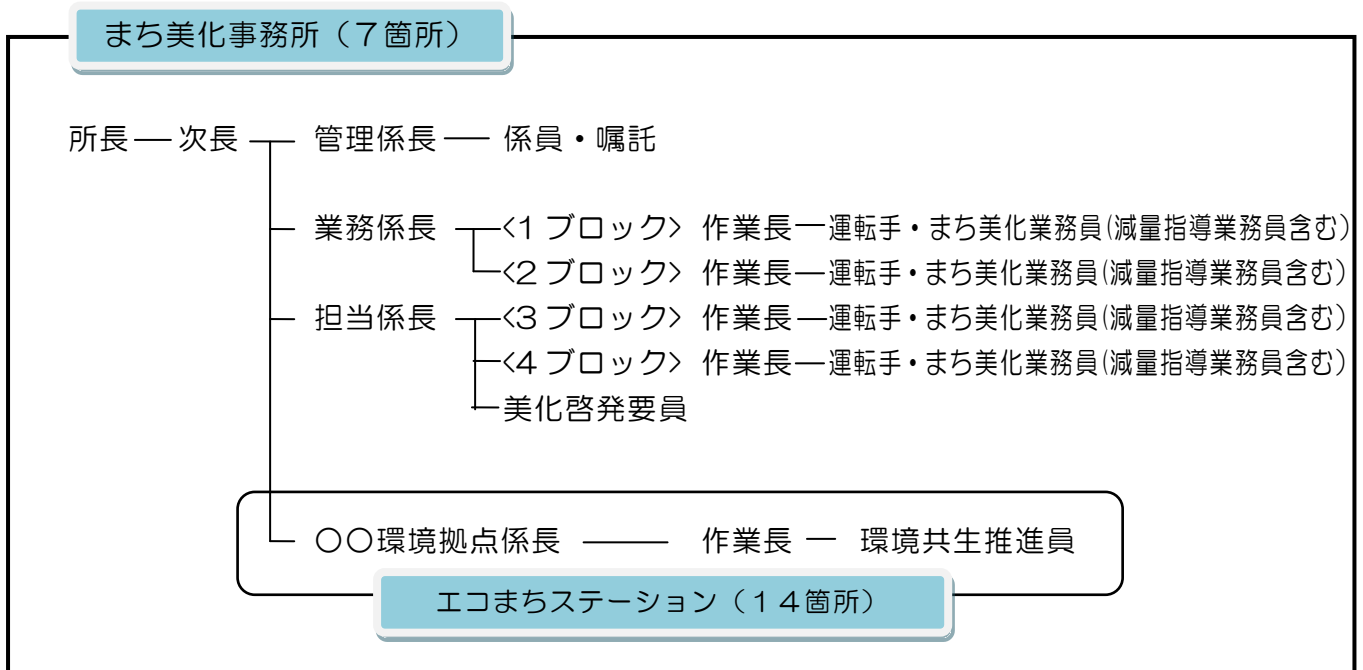 まち美化事務所（７箇所）
所長 ― 次長 ― 管理係長 ― 係員・嘱託
業務係長 ― <1 ブロック> 作業長―運転手・まち美化業務員(減量指導業務員含む)
<2 ブロック> 作業長―運転手・まち美化業務員(減量指導業務員含む)
担当係長 ― <3 ブロック> 作業長―運転手・まち美化業務員(減量指導業務員含む)
<4 ブロック> 作業長―運転手・まち美化業務員(減量指導業務員含む)
美化啓発要員
〇〇環境拠点係長 ― 作業長 ― 環境共生推進員
エコまちステーション（１４箇所）